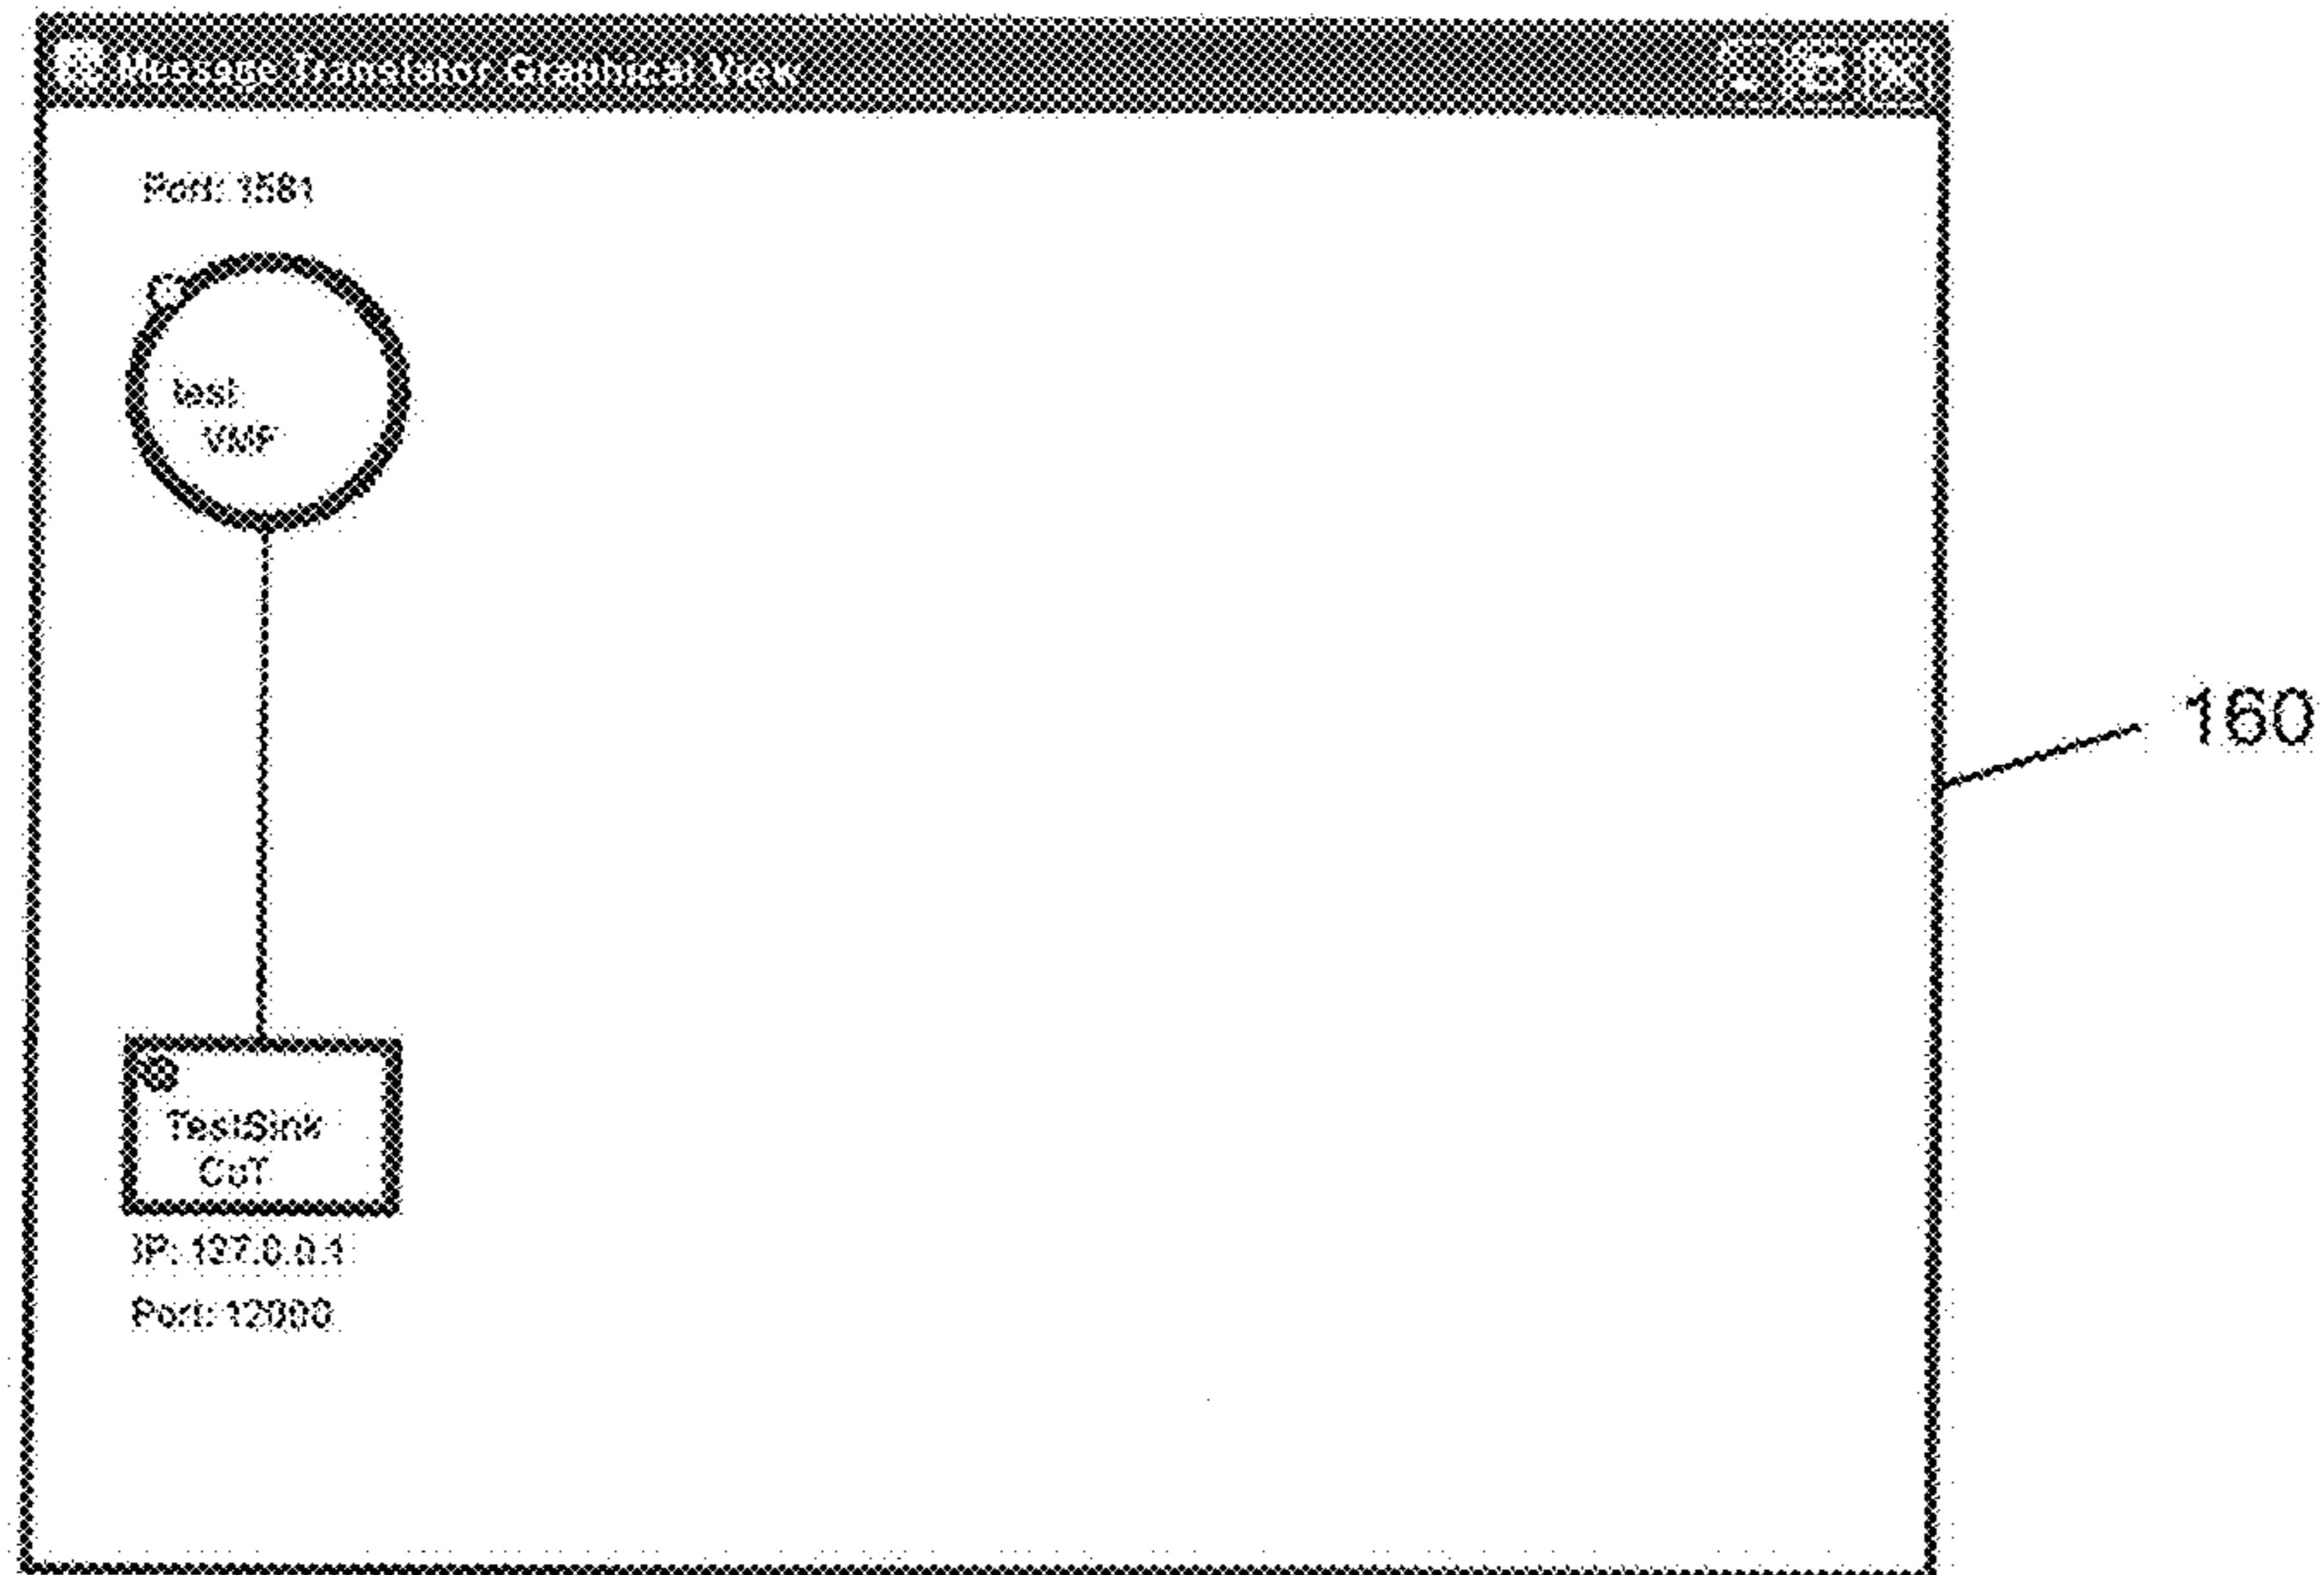 Message Translator Graphical View
Port: 1581
test
VMF
160
TestSink
CoT
IP: 127.0.0.1
Port: 12000